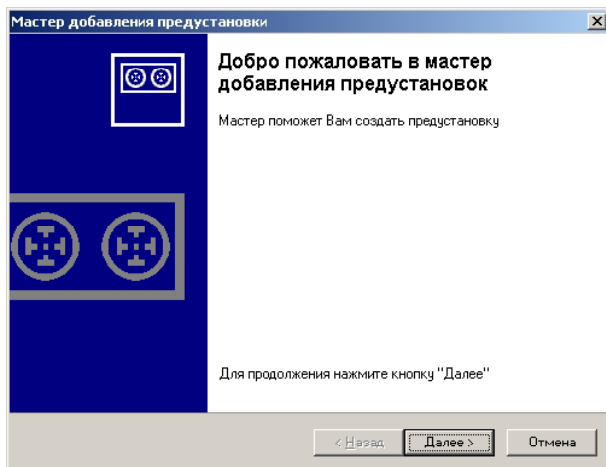 Мастер добавления предустановки
Добро пожаловать в мастер
добавления предустановок
Мастер поможет Вам создать предустановку
Для продолжения нажмите кнопку "Далее"
< Назад
Далее >
Отмена